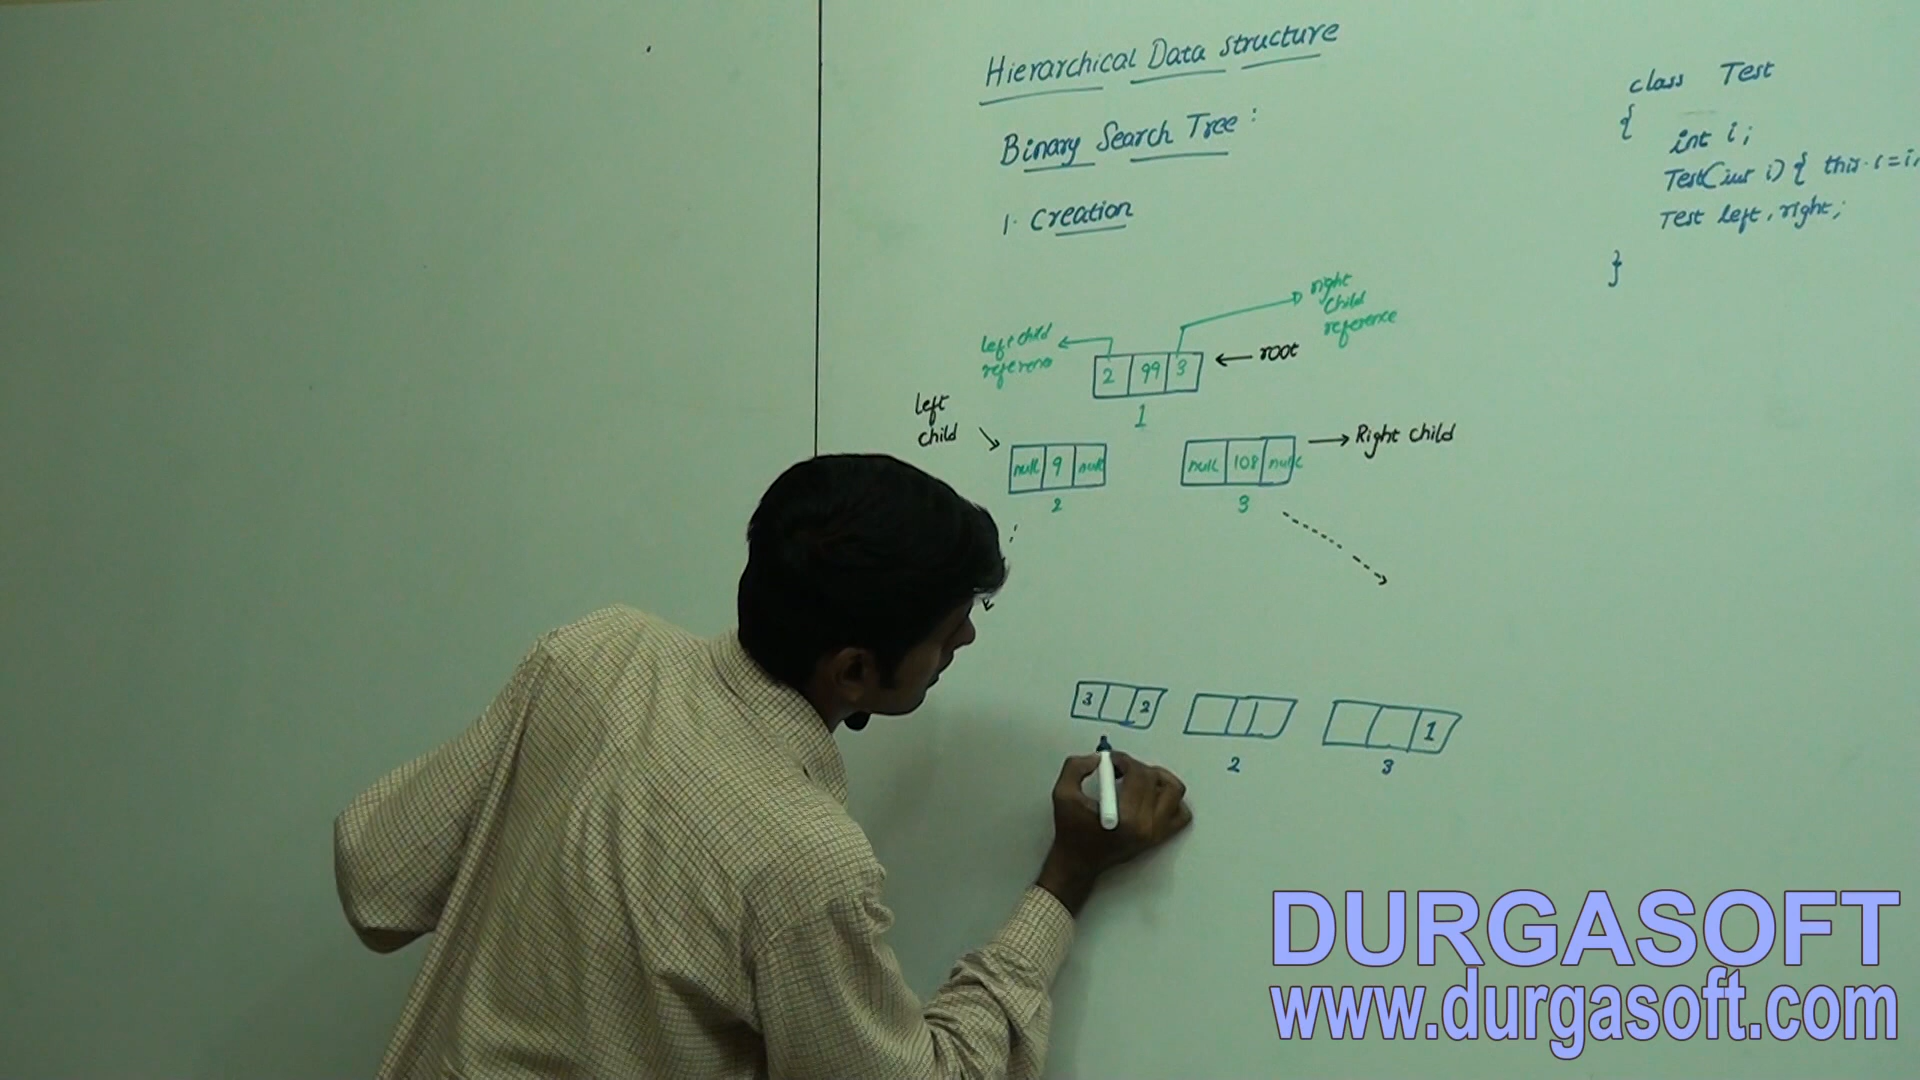 Hierarchical Data structure
Binary Search Tree :
1. Creation
class Test
{
int i;
Test(int i) { this.i=i;
Test left, right;
}
right
child
reference
left child
reference
2 99 3
root
1
left
child
null 9 null
2
null 108 null
3
Right child
3 2
1
2
3
DURGASOFT
www.durgasoft.com